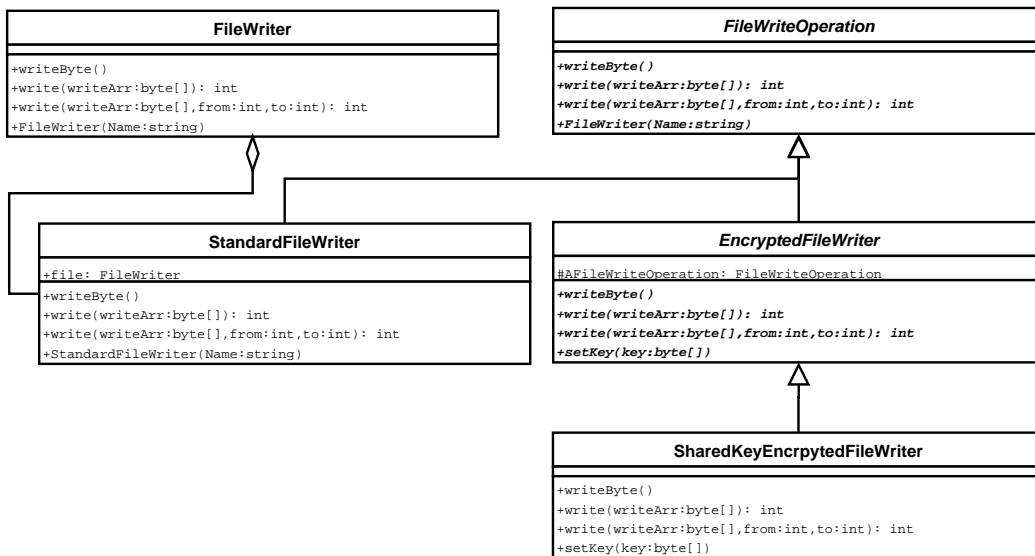 FileWriter
+writeByte()
+write(writeArr:byte[]): int
+write(writeArr:byte[],from:int,to:int): int
+FileWriter(Name:string)
FileWriteOperation
+writeByte()
+write(writeArr:byte[]): int
+write(writeArr:byte[],from:int,to:int): int
+FileWriter(Name:string)
StandardFileWriter
+file: FileWriter
+writeByte()
+write(writeArr:byte[]): int
+write(writeArr:byte[],from:int,to:int): int
+StandardFileWriter(Name:string)
EncryptedFileWriter
#AFileWriteOperation: FileWriteOperation
+writeByte()
+write(writeArr:byte[]): int
+write(writeArr:byte[],from:int,to:int): int
+setKey(key:byte[])
SharedKeyEncrpytedFileWriter
+writeByte()
+write(writeArr:byte[]): int
+write(writeArr:byte[],from:int,to:int): int
+setKey(key:byte[])